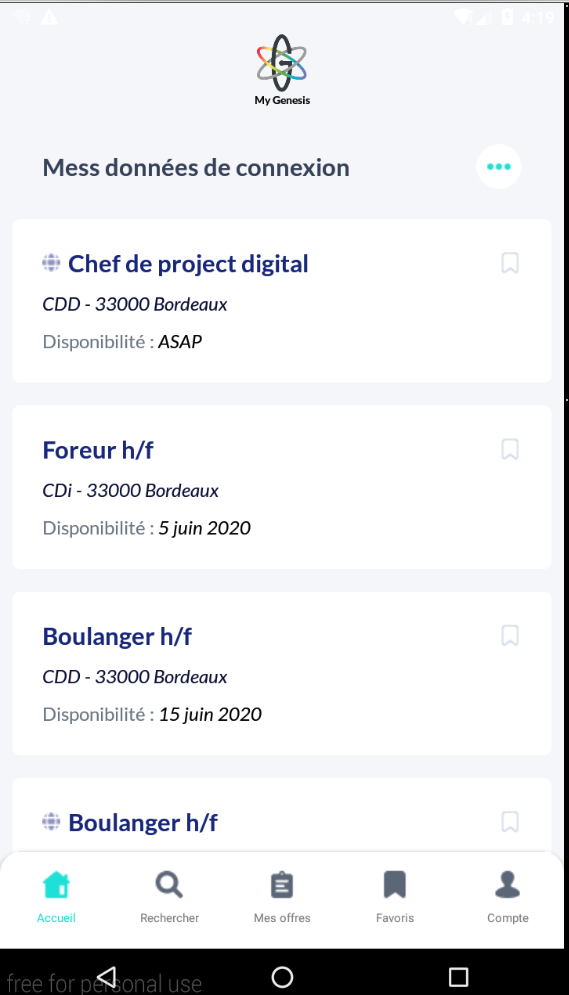 4:19
My Genesis
Mess données de connexion
Chef de project digital
CDD - 33000 Bordeaux
Disponibilité : ASAP
Foreur h/f
CDi - 33000 Bordeaux
Disponibilité : 5 juin 2020
Boulanger h/f
CDD - 33000 Bordeaux
Disponibilité : 15 juin 2020
Boulanger h/f
Accueil Rechercher Mes offres Favoris Compte
free for personal use